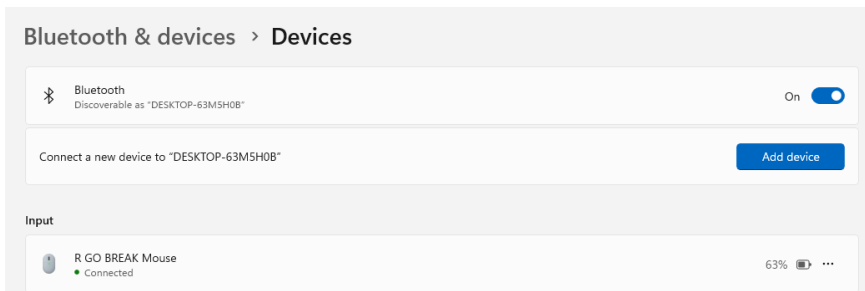 Bluetooth & devices > Devices
Bluetooth
Discoverable as "DESKTOP-63M5H0B"
On
Connect a new device to "DESKTOP-63M5H0B"
Add device
Input
R GO BREAK Mouse
Connected
63%